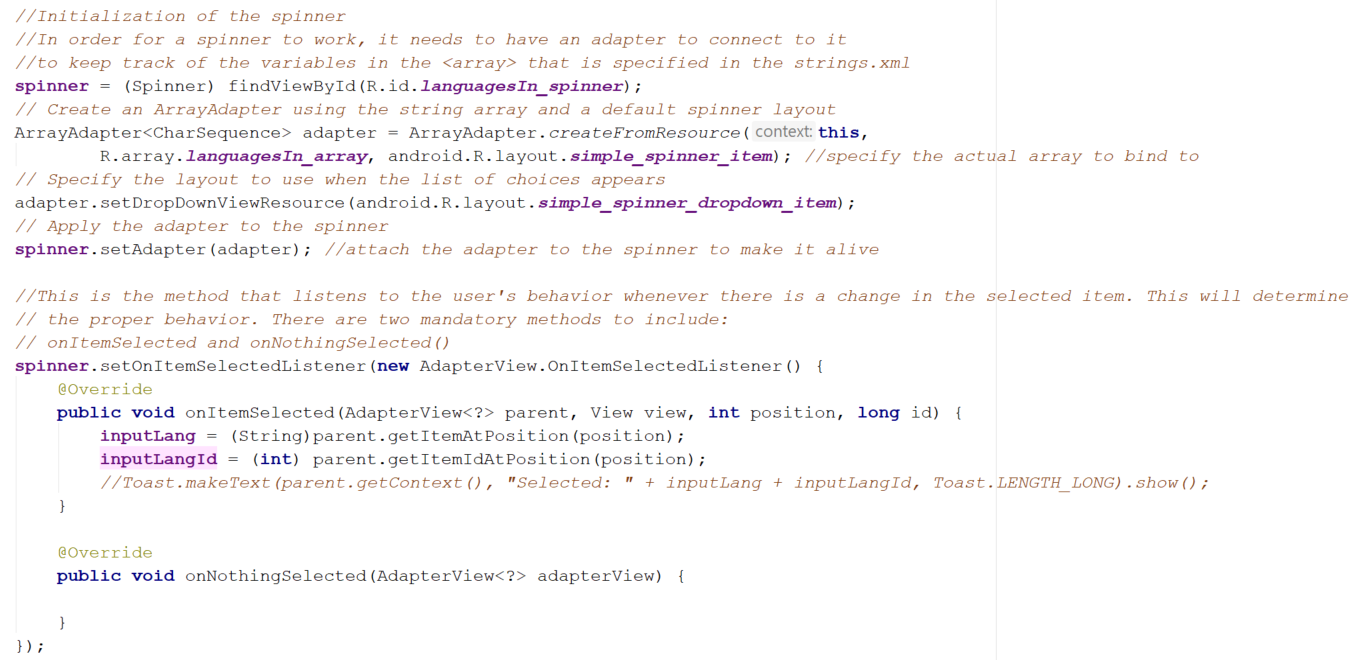 //Initialization of the spinner
//In order for a spinner to work, it needs to have an adapter to connect to it
//to keep track of the variables in the <array> that is specified in the strings.xml
spinner = (Spinner) findViewById(R.id.languagesIn_spinner);
// Create an ArrayAdapter using the string array and a default spinner layout
ArrayAdapter<CharSequence> adapter = ArrayAdapter.createFromResource( context: this,
        R.array.languagesIn_array, android.R.layout.simple_spinner_item); //specify the actual array to bind to
// Specify the layout to use when the list of choices appears
adapter.setDropDownViewResource(android.R.layout.simple_spinner_dropdown_item);
// Apply the adapter to the spinner
spinner.setAdapter(adapter); //attach the adapter to the spinner to make it alive

//This is the method that listens to the user's behavior whenever there is a change in the selected item. This will determine
// the proper behavior. There are two mandatory methods to include:
// onItemSelected and onNothingSelected()
spinner.setOnItemSelectedListener(new AdapterView.OnItemSelectedListener() {
    @Override
    public void onItemSelected(AdapterView<?> parent, View view, int position, long id) {
        inputLang = (String)parent.getItemAtPosition(position);
        inputLangId = (int) parent.getItemIdAtPosition(position);
        //Toast.makeText(parent.getContext(), "Selected: " + inputLang + inputLangId, Toast.LENGTH_LONG).show();
    }

    @Override
    public void onNothingSelected(AdapterView<?> adapterView) {

    }
});